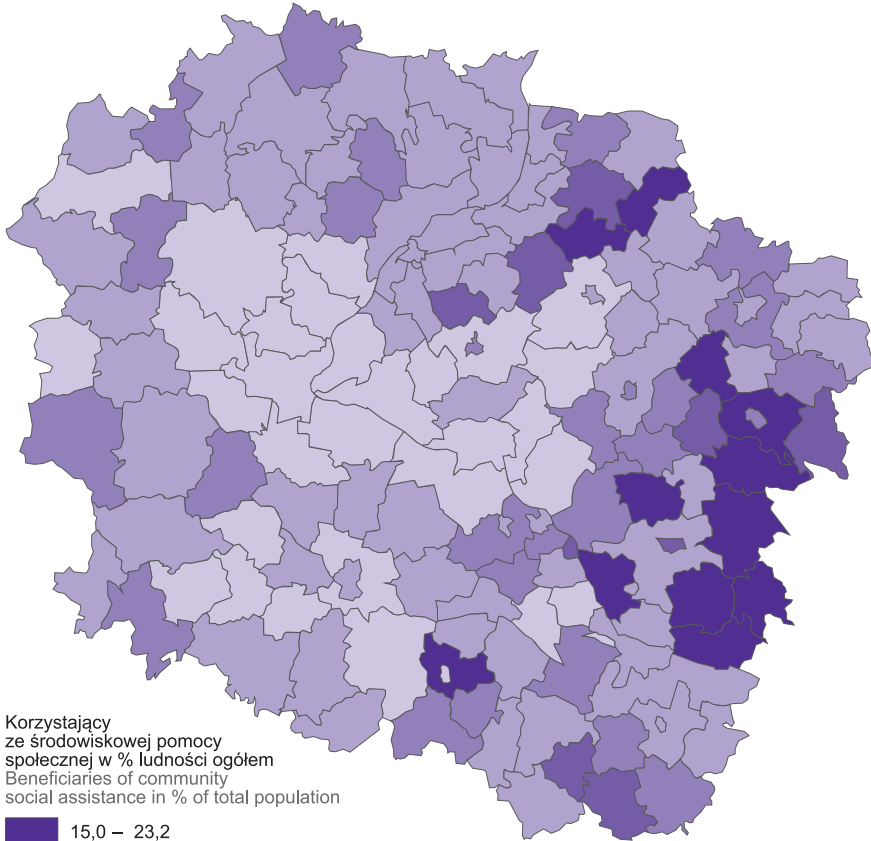 Korzystający
ze środowiskowej pomocy
społecznej w % ludności ogółem
Beneficiaries of community
social assistance in % of total population
15,0 – 23,2